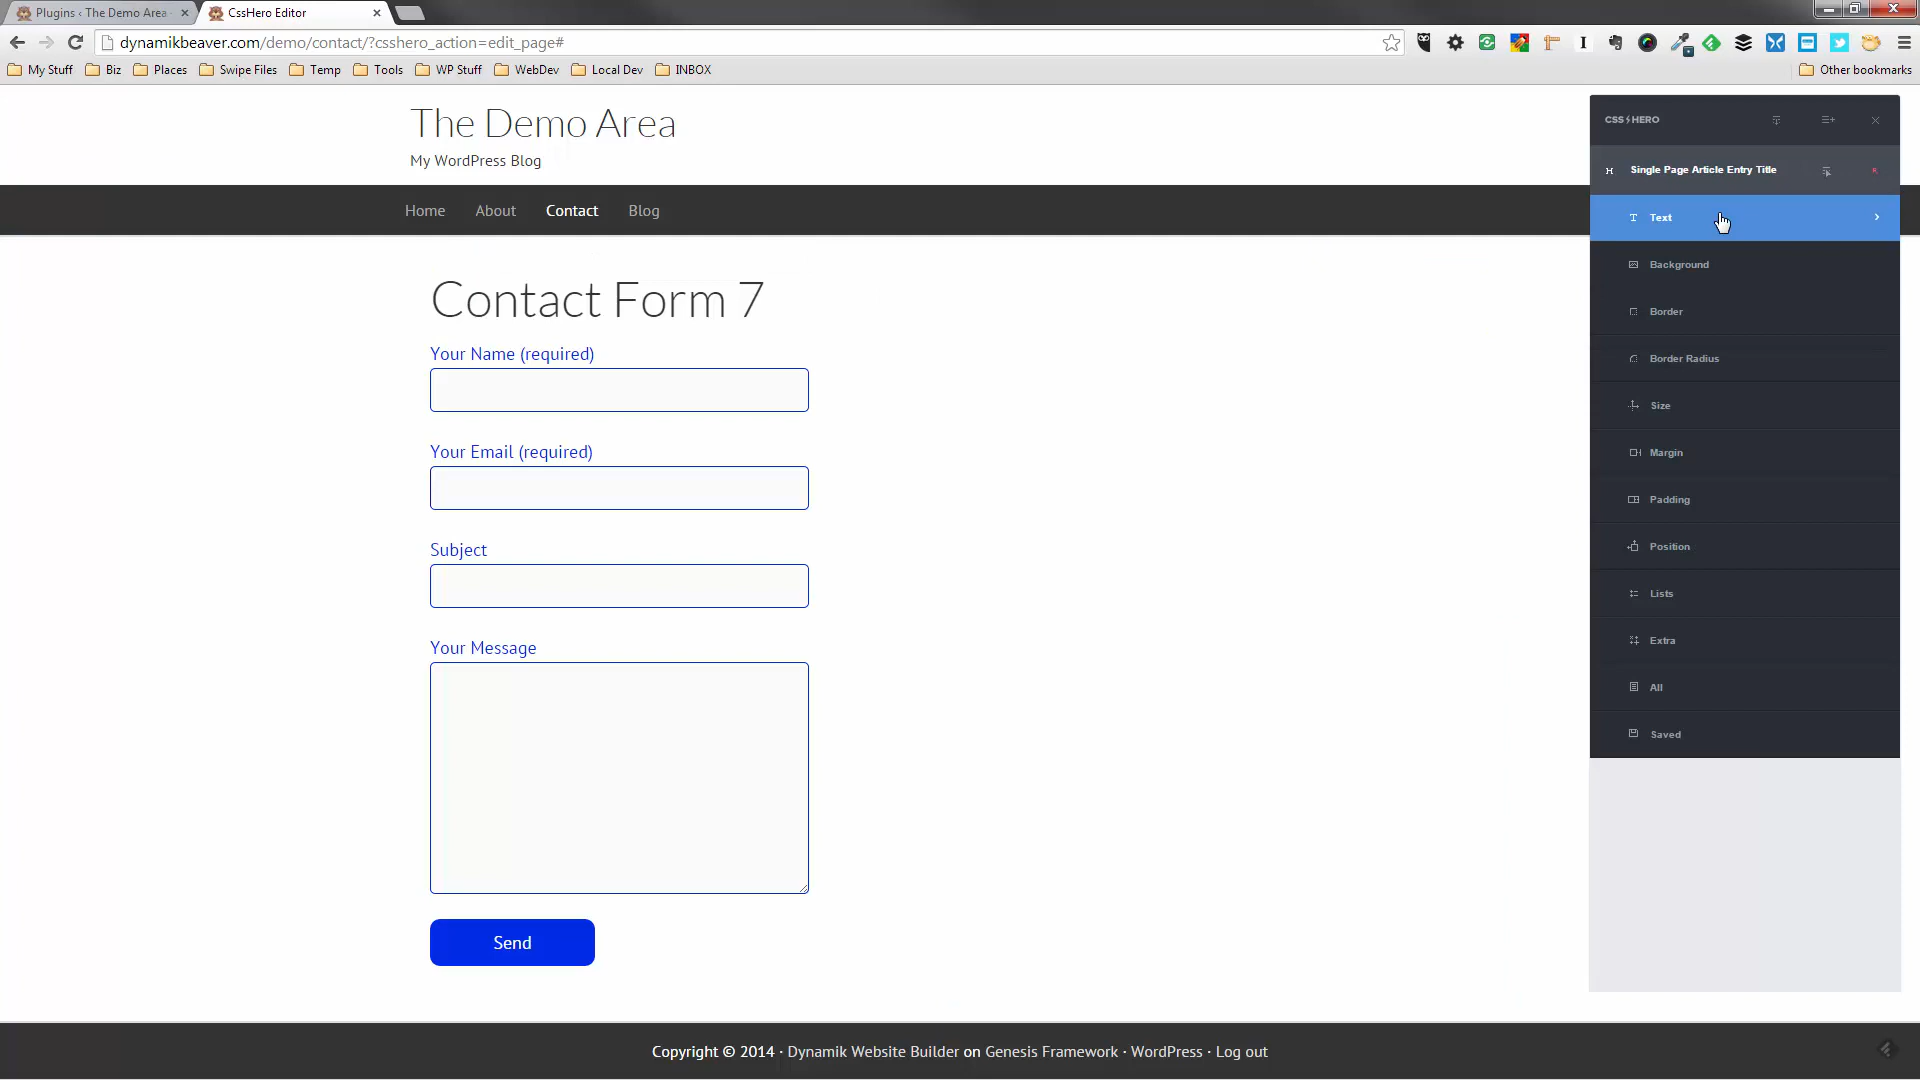 Plugins ‹ The Demo Area
CssHero Editor
dynamikbeaver.com/demo/contact/?csshero_action=edit_page#
My Stuff Biz Places Swipe Files Temp Tools WP Stuff WebDev Local Dev INBOX Other bookmarks
The Demo Area
My WordPress Blog
Home About Contact Blog
Contact Form 7
Your Name (required)
Your Email (required)
Subject
Your Message
Send
CSS HERO
Single Page Article Entry Title
Text
Background
Border
Border Radius
Size
Margin
Padding
Position
Lists
Extra
All
Saved
Copyright © 2014 · Dynamik Website Builder on Genesis Framework · WordPress · Log out